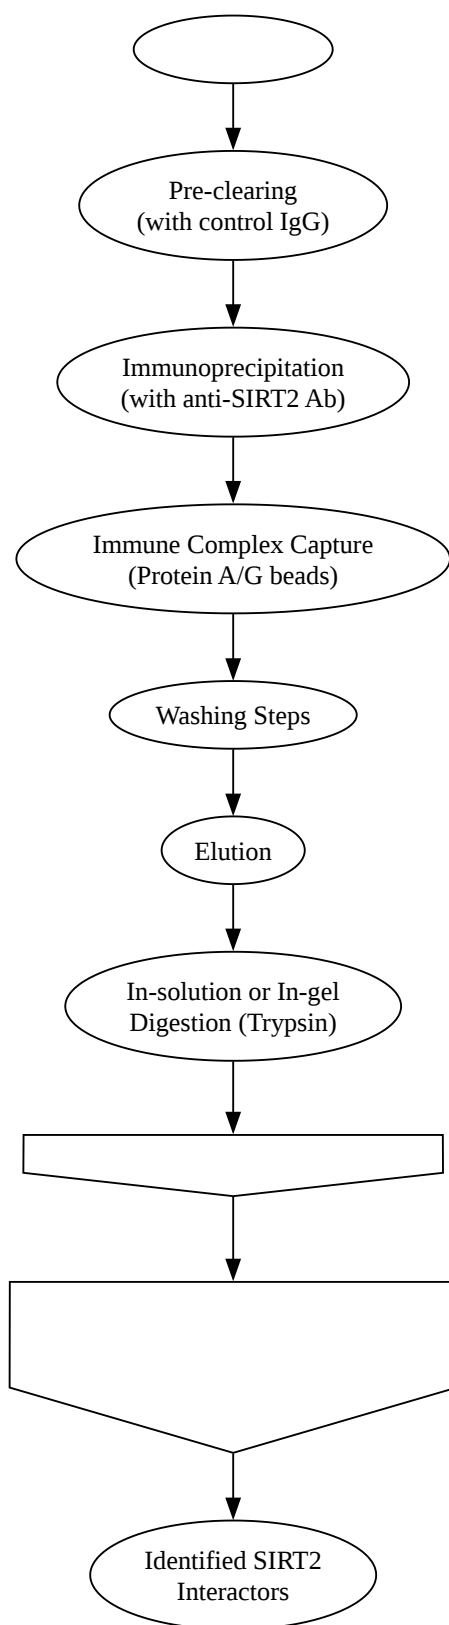 Pre-clearing
(with control IgG)
Immunoprecipitation
(with anti-SIRT2 Ab)
Immune Complex Capture
(Protein A/G beads)
Washing Steps
Elution
In-solution or In-gel
Digestion (Trypsin)
Identified SIRT2
Interactors